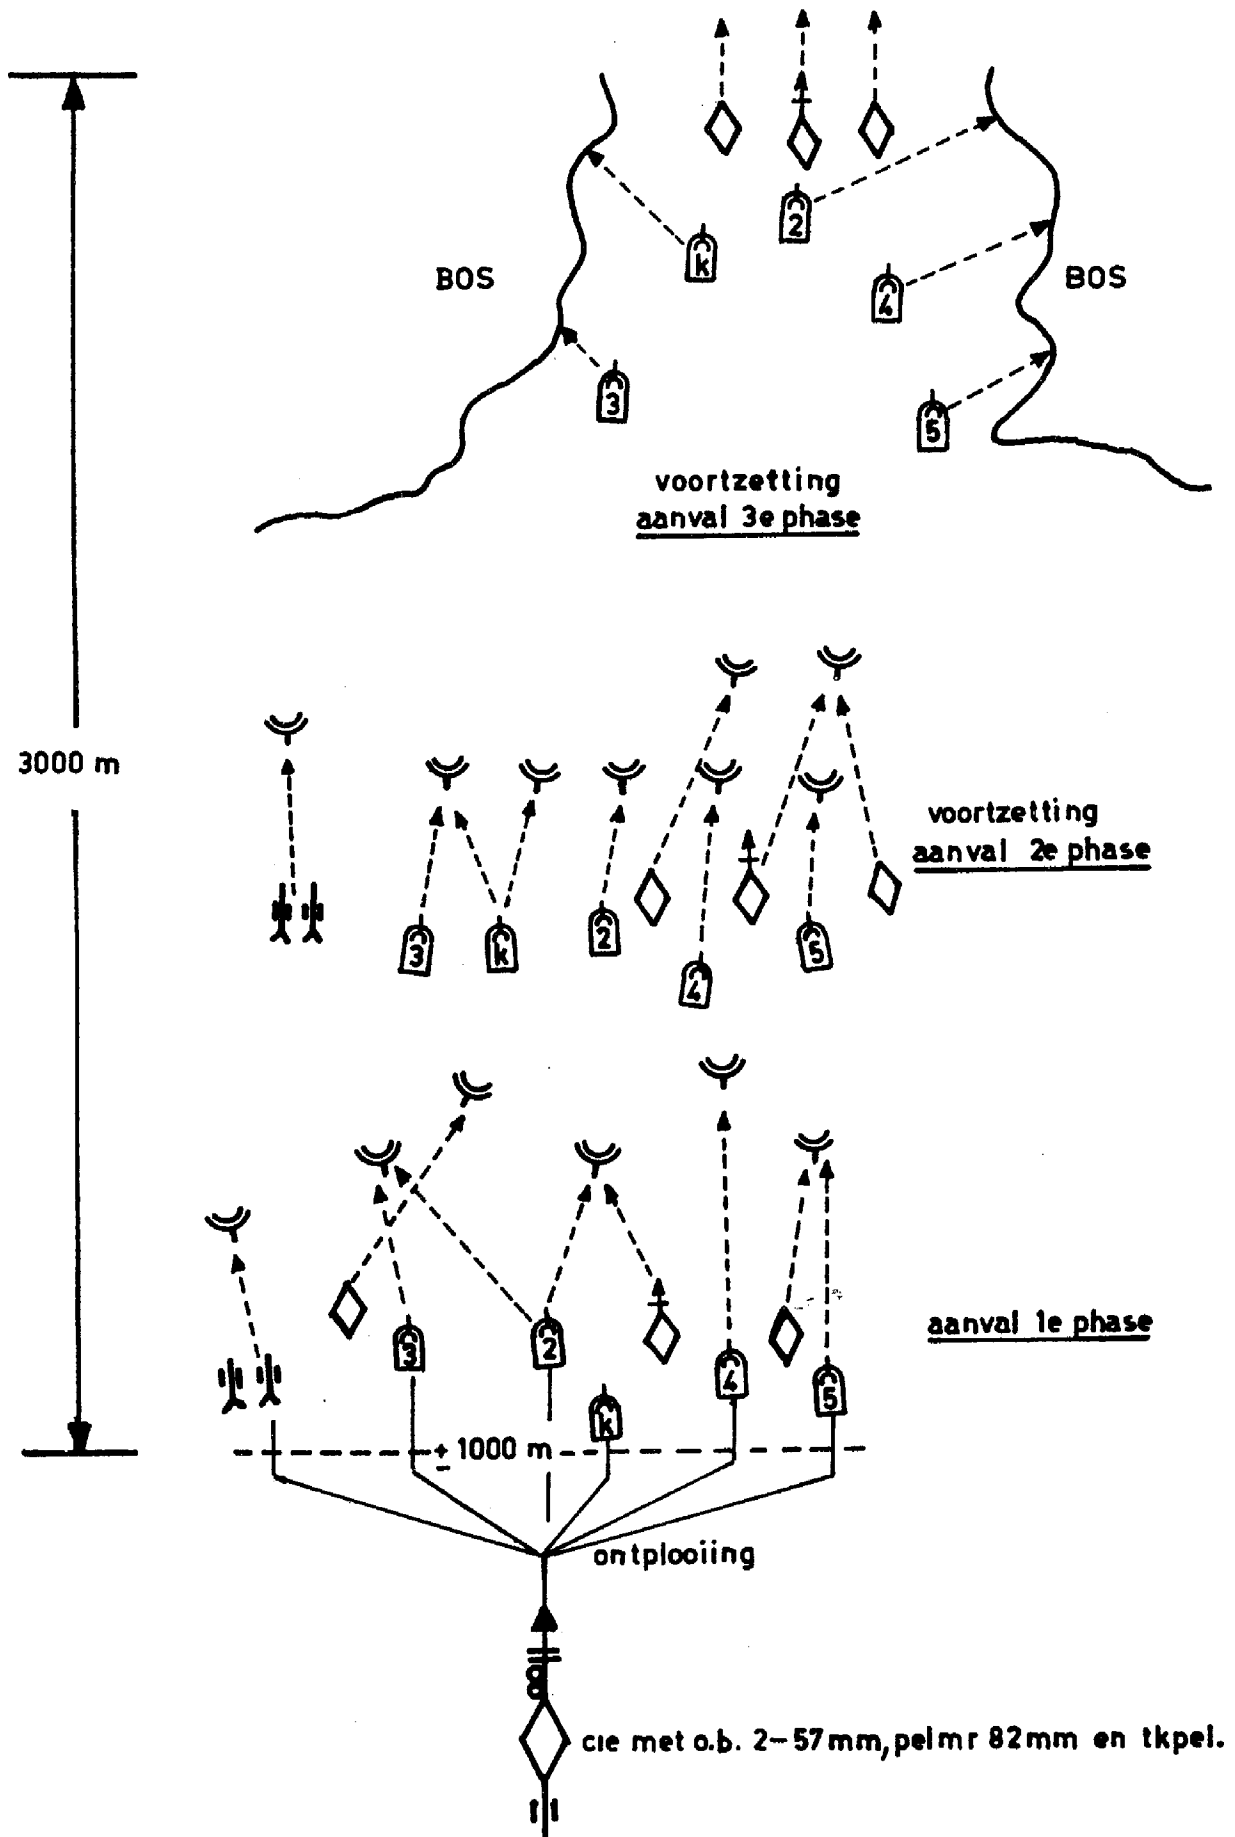 2
BOS
k
4
BOS
3
5
voortzetting
aanval 3e phase
3000 m
voortzetting
aanval 2e phase
3
k
2
4
5
aanval 1e phase
3
2
4
5
k
± 1000 m
ontplooiing
cie met o.b. 2-57mm, pelmr 82mm en tkpel.